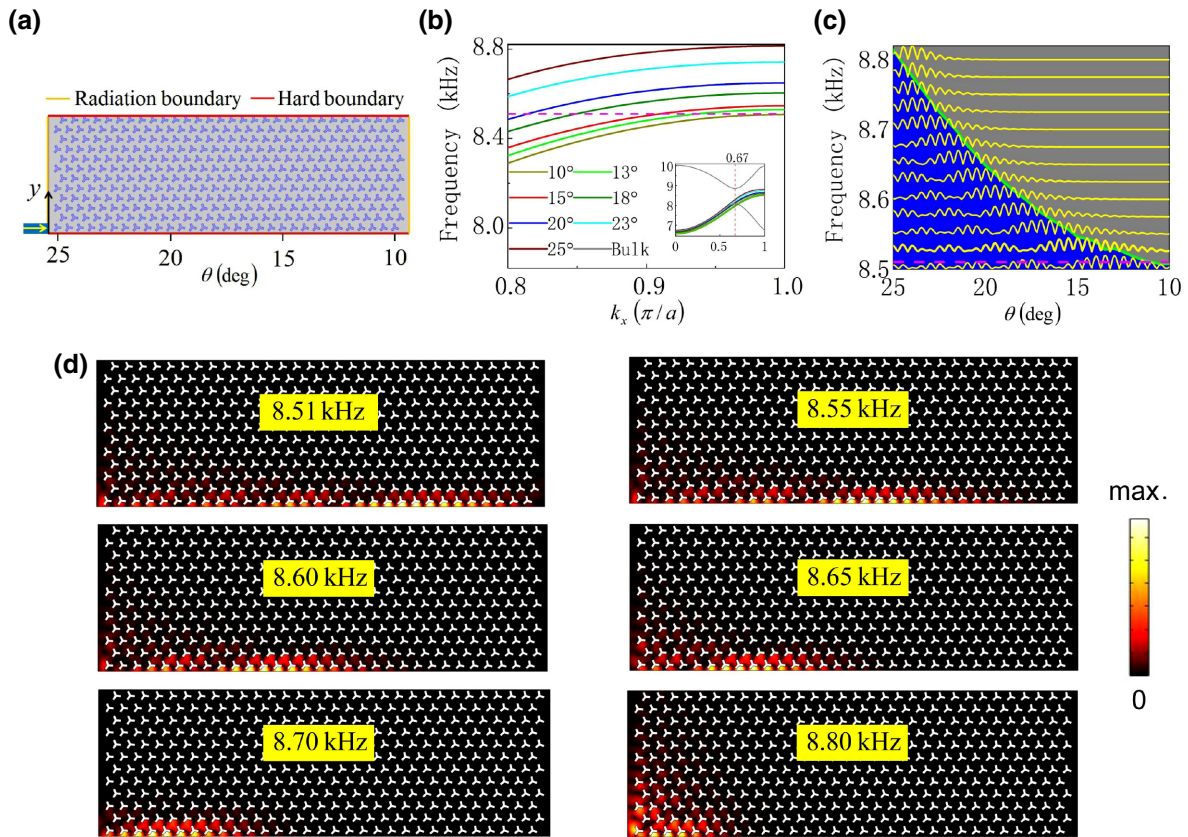 (a)
Radiation boundary
Hard boundary
y
25
20
15
10
θ (deg)
(b)
Frequency (kHz)
8.8
8.4
8.0
10° 13°
15° 18°
20° 23°
25° Bulk
0.67
10
9
8
7
0 0.5 1
0.8 0.9 1.0
k_x (π/a)
(c)
Frequency (kHz)
8.8
8.7
8.6
8.5
25 20 15 10
θ (deg)
(d)
8.51 kHz
8.55 kHz
8.60 kHz
8.65 kHz
8.70 kHz
8.80 kHz
max.
0